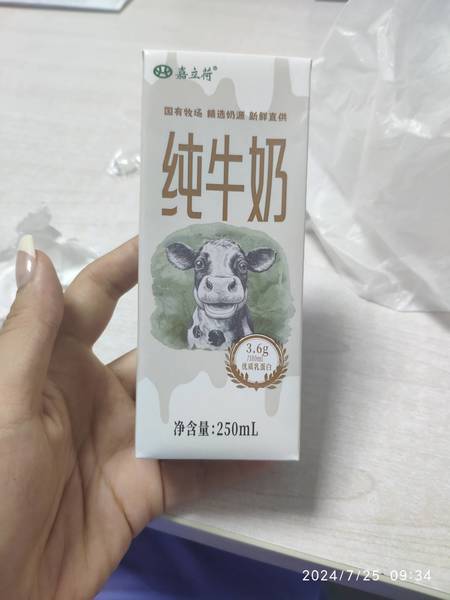 嘉立荷®
国有牧场 精选奶源 新鲜直供
纯牛奶
3.6g
/100ml
优质乳蛋白
净含量:250mL
2024/7/25 09:34